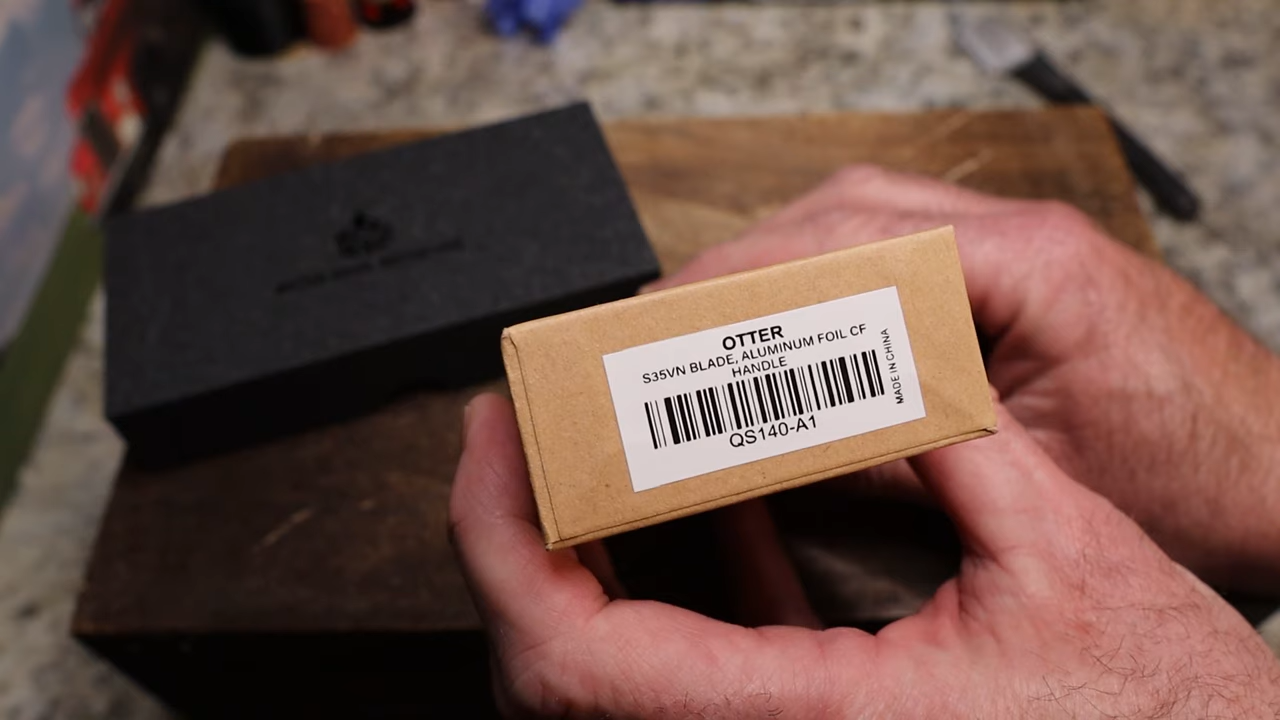 OTTER
S35VN BLADE, ALUMINUM FOIL CF
HANDLE
QS140-A1
MADE IN CHINA